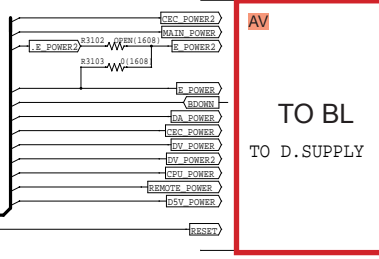 CEC_POWER2
MAIN_POWER
R3102 OPEN(1608)
.E_POWER2 E_POWER2
R3103 0(1608)
E_POWER
BDOWN
DA_POWER
CEC_POWER
DV_POWER
DV_POWER2
CPU_POWER
REMOTE_POWER
D5V_POWER
RESET
AV
TO BL
TO D.SUPPLY